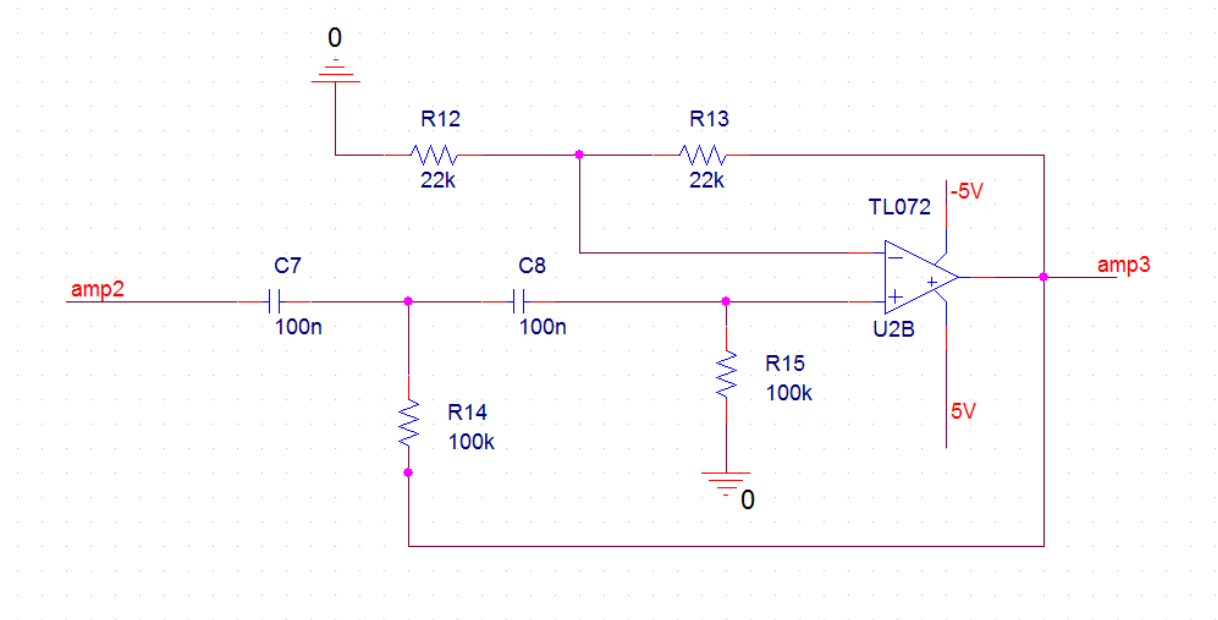 0
R12
R13
22k
22k
TL072
-5V
C7
C8
amp3
amp2
100n
100n
U2B
R15
100k
R14
100k
5V
0